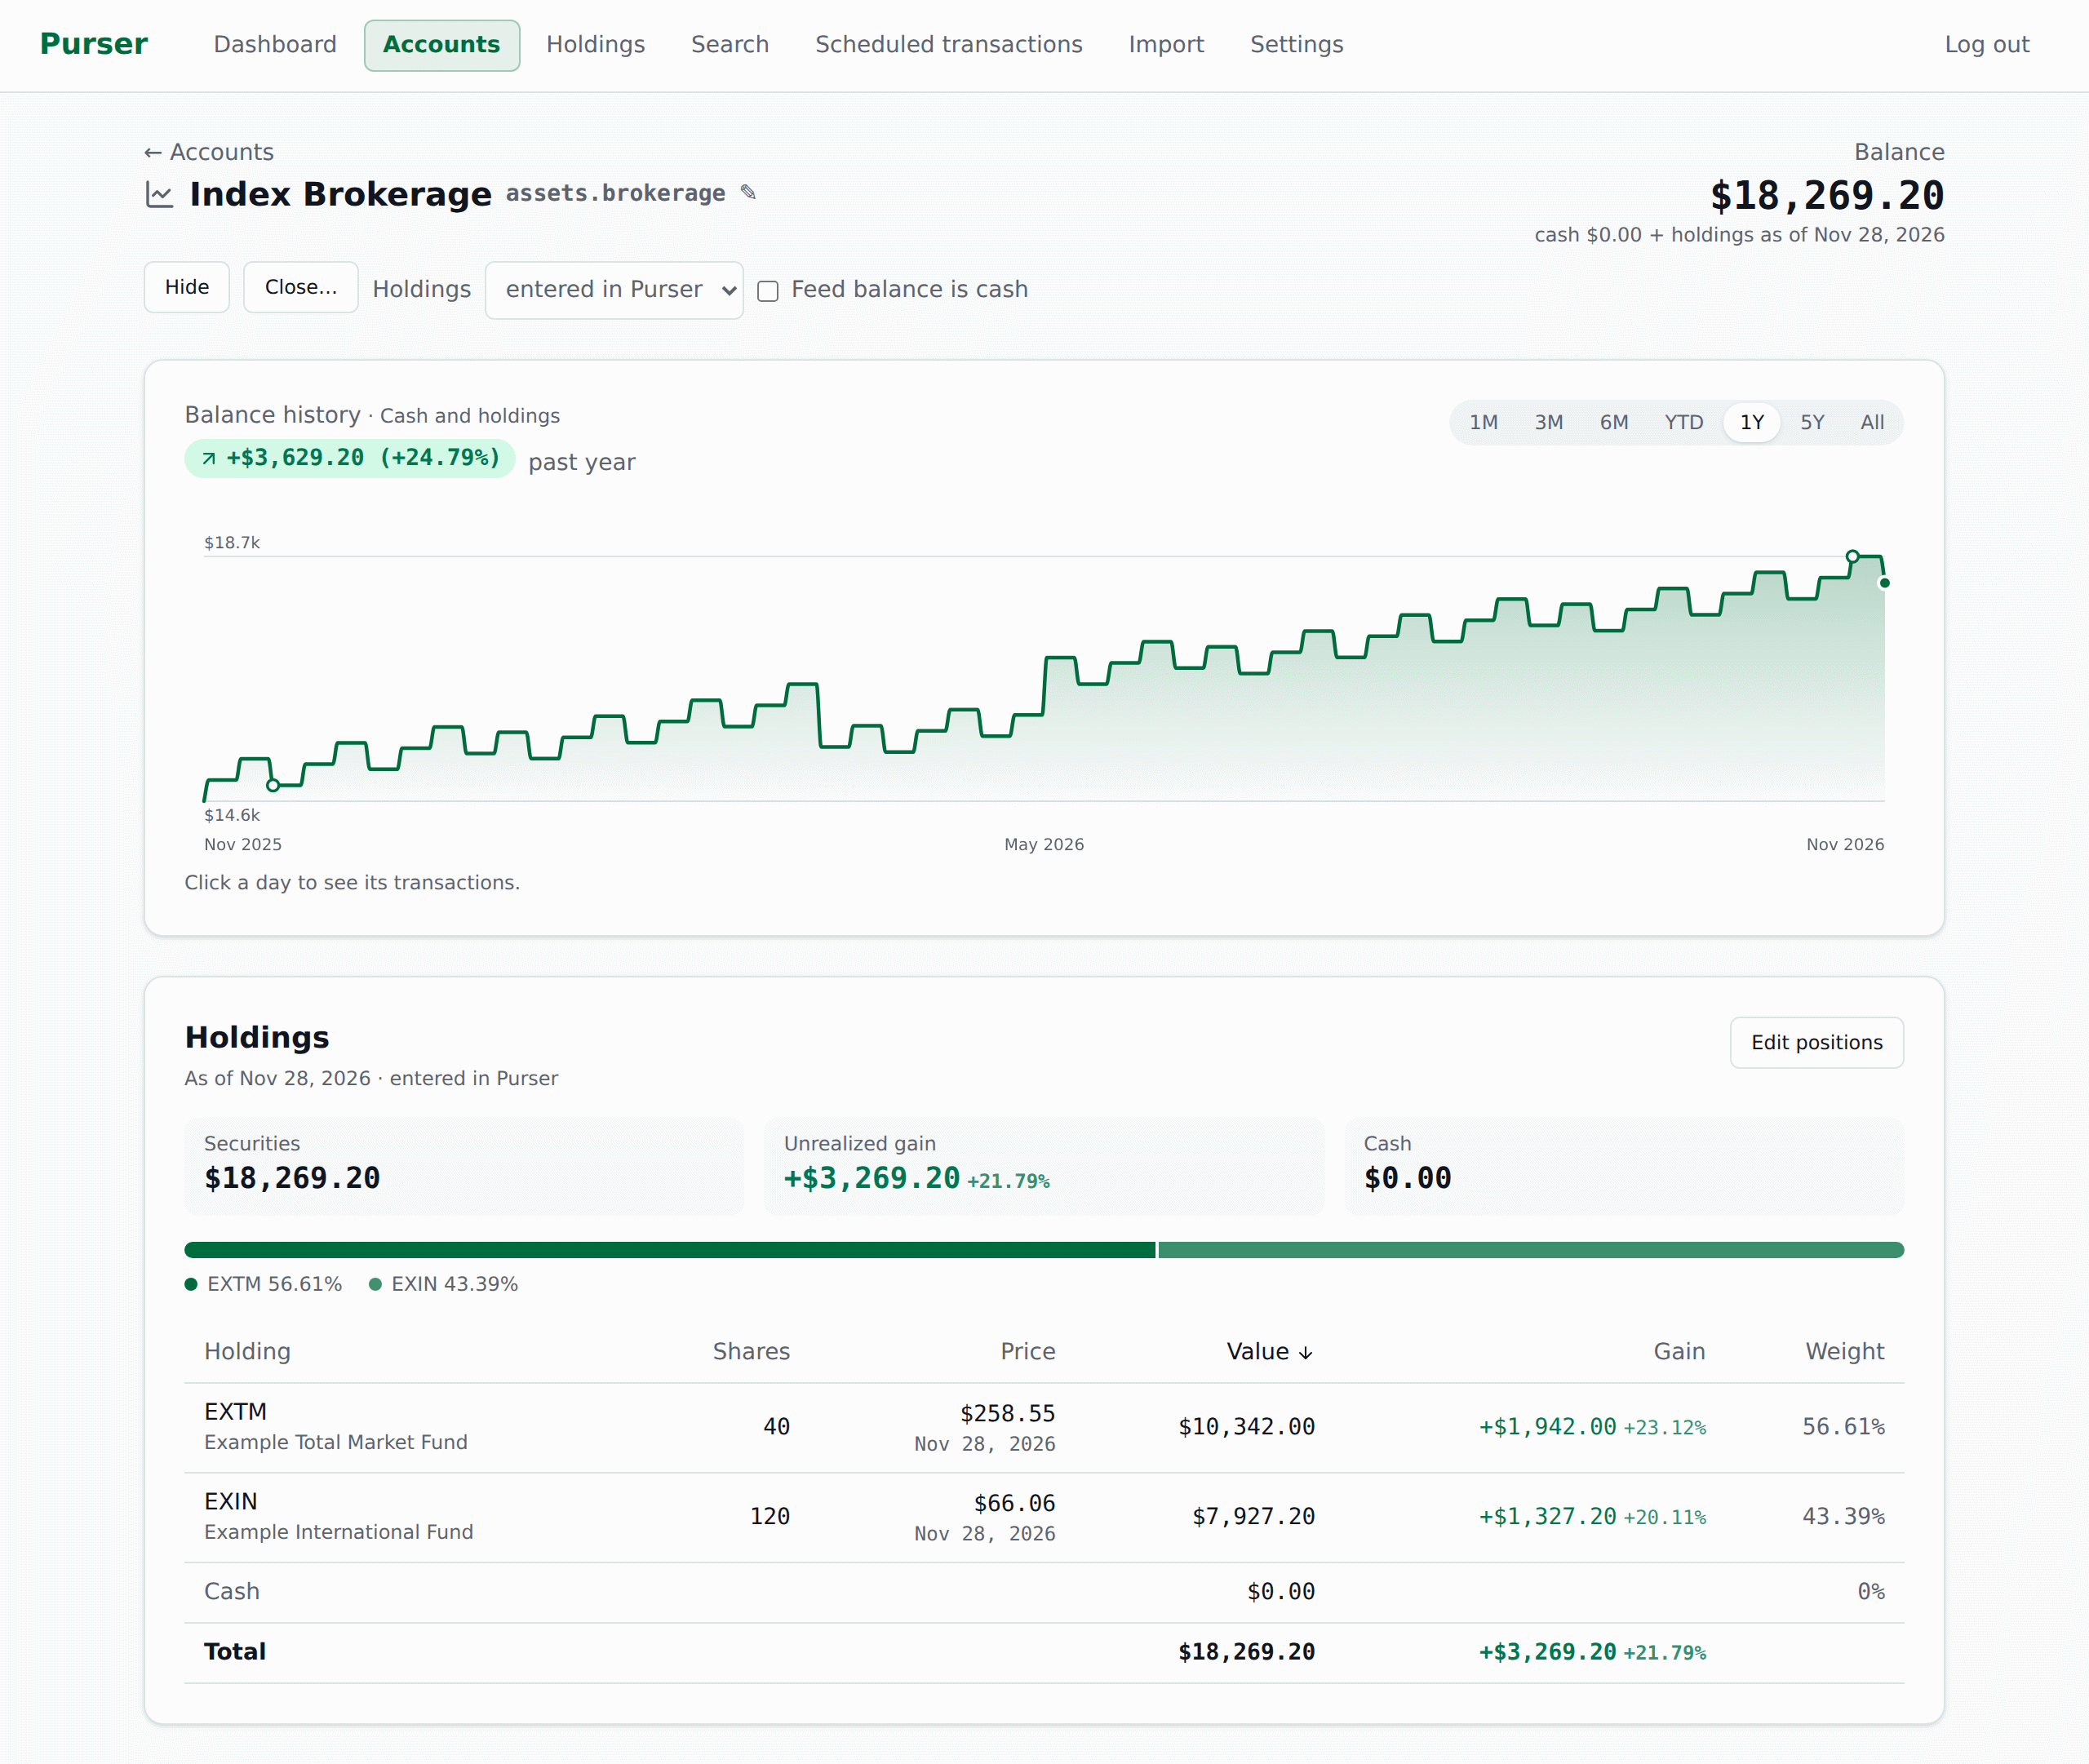 Purser Dashboard Accounts Holdings Search Scheduled transactions Import Settings Log out
← Accounts
Index Brokerage assets.brokerage ✎
Balance
$18,269.20
cash $0.00 + holdings as of Nov 28, 2026
Hide Close... Holdings entered in Purser Feed balance is cash
Balance history · Cash and holdings
+$3,629.20 (+24.79%) past year
1M 3M 6M YTD 1Y 5Y All
$18.7k
$14.6k
Nov 2025 May 2026 Nov 2026
Click a day to see its transactions.
Holdings
As of Nov 28, 2026 · entered in Purser
Edit positions
Securities
$18,269.20
Unrealized gain
+$3,269.20 +21.79%
Cash
$0.00
EXTM 56.61% EXIN 43.39%
Holding Shares Price Value ↓ Gain Weight
EXTM
Example Total Market Fund
40
$258.55
Nov 28, 2026
$10,342.00
+$1,942.00 +23.12%
56.61%
EXIN
Example International Fund
120
$66.06
Nov 28, 2026
$7,927.20
+$1,327.20 +20.11%
43.39%
Cash $0.00 0%
Total $18,269.20 +$3,269.20 +21.79%